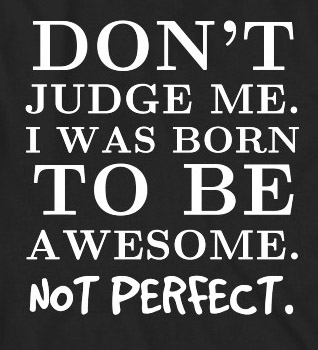 DON'T
JUDGE ME.
I WAS BORN
TO BE
AWESOME.
NOT PERFECT.